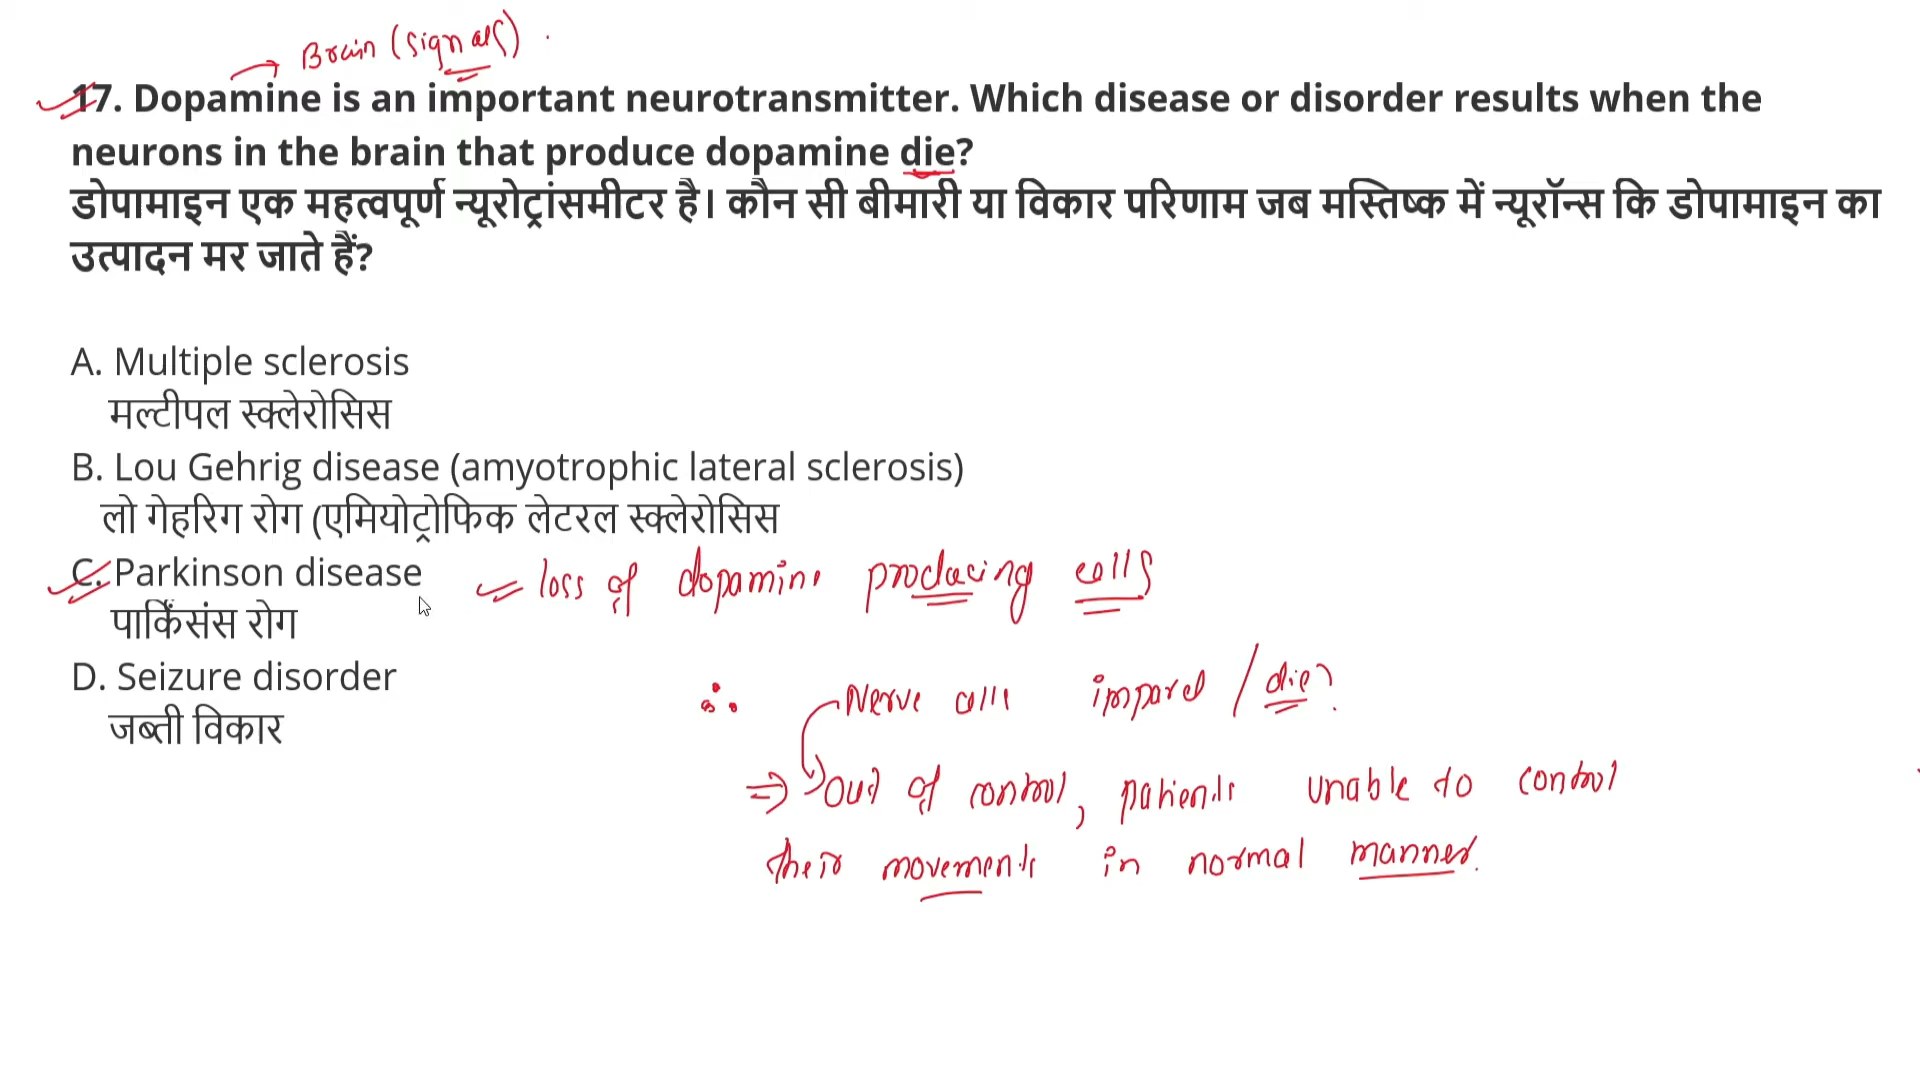 Brain (signals).
17. Dopamine is an important neurotransmitter. Which disease or disorder results when the
neurons in the brain that produce dopamine die?
डोपामाइन एक महत्वपूर्ण न्यूरोट्रांसमीटर है। कौन सी बीमारी या विकार परिणाम जब मस्तिष्क में न्यूरॉन्स कि डोपामाइन का
उत्पादन मर जाते हैं?
A. Multiple sclerosis
मल्टीपल स्क्लेरोसिस
B. Lou Gehrig disease (amyotrophic lateral sclerosis)
लो गेहरिग रोग (एमियोट्रोफिक लेटरल स्क्लेरोसिस
C. Parkinson disease loss of dopamine producing cells
पार्किंसंस रोग
D. Seizure disorder
∴ Nerve cells impared / die.
जब्ती विकार
⇒ out of control, patients unable to control
their movements in normal manner.